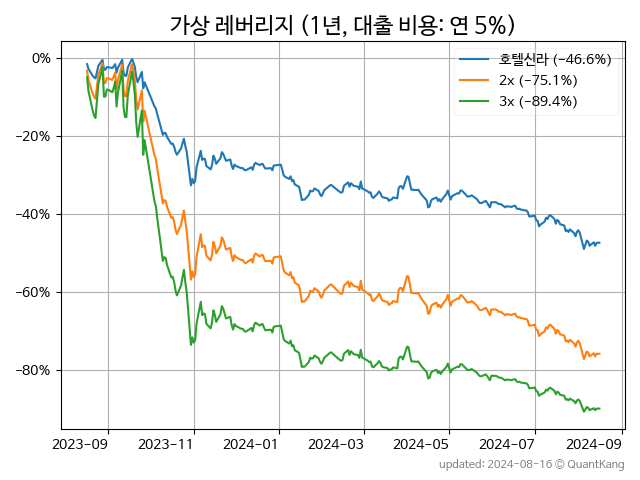 가상 레버리지 (1년, 대출 비용: 연 5%)
호텔신라 (−46.6%)
2x (−75.1%)
3x (−89.4%)
0%
−20%
−40%
−60%
−80%
2023-09 2023-11 2024-01 2024-03 2024-05 2024-07 2024-09
updated: 2024-08-16 © QuantKang